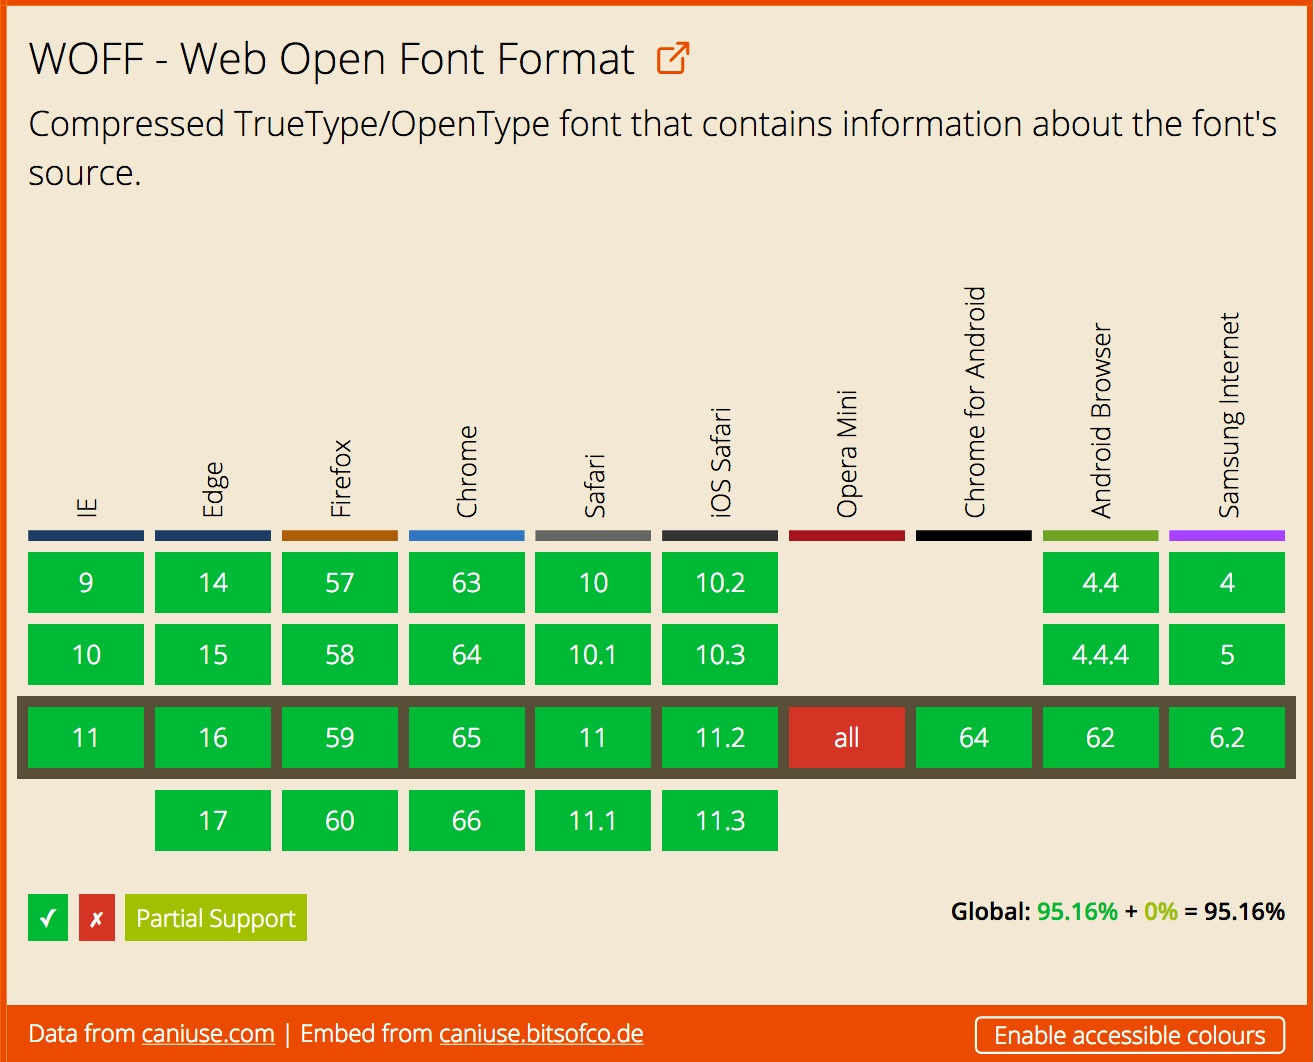 WOFF - Web Open Font Format
Compressed TrueType/OpenType font that contains information about the font's
source.
IE Edge Firefox Chrome Safari iOS Safari Opera Mini Chrome for Android Android Browser Samsung Internet
9 14 57 63 10 10.2 4.4 4
10 15 58 64 10.1 10.3 4.4.4 5
11 16 59 65 11 11.2 all 64 62 6.2
17 60 66 11.1 11.3
✓ ✗ Partial Support Global: 95.16% + 0% = 95.16%
Data from caniuse.com | Embed from caniuse.bitsofco.de Enable accessible colours